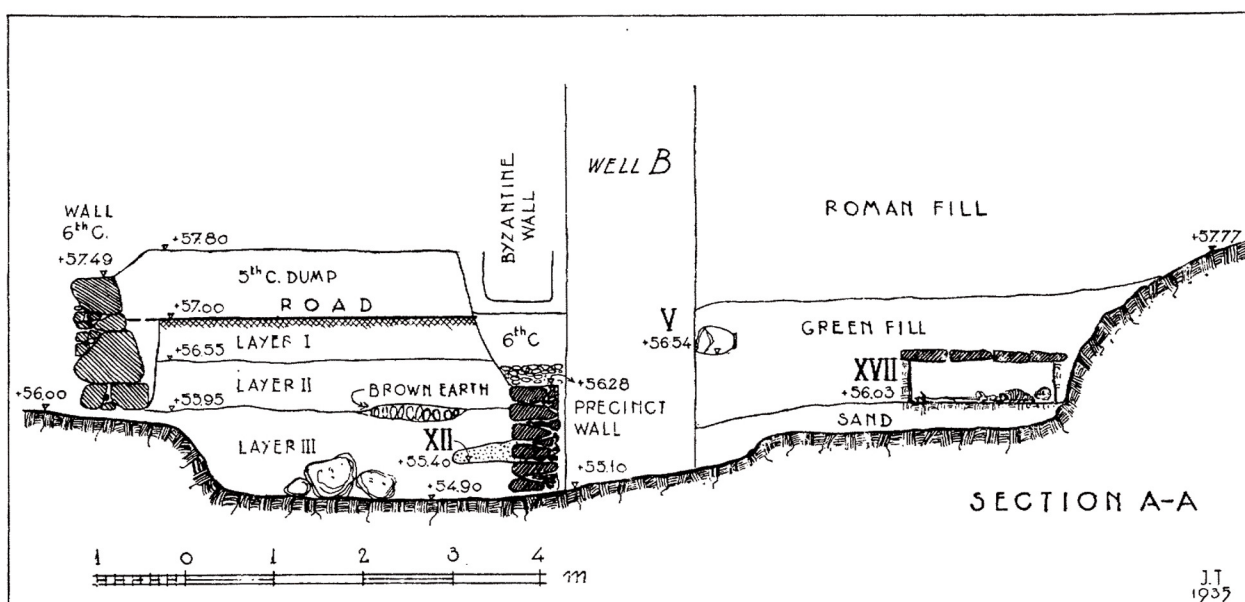 WALL
6th C.
+57.49
+57.80
5th C. DUMP
ROAD
+57.00
LAYER I
+56.55
LAYER II
BROWN EARTH
+56.00
+55.95
LAYER III
XII
+55.40
+54.90
BYZANTINE
WALL
6th C
WELL B
+56.28
PRECINCT
WALL
+55.10
ROMAN FILL
+57.77
V
+56.54
GREEN FILL
XVII
+56.03
SAND
SECTION A-A
1 0 1 2 3 4
m
J.T
1935